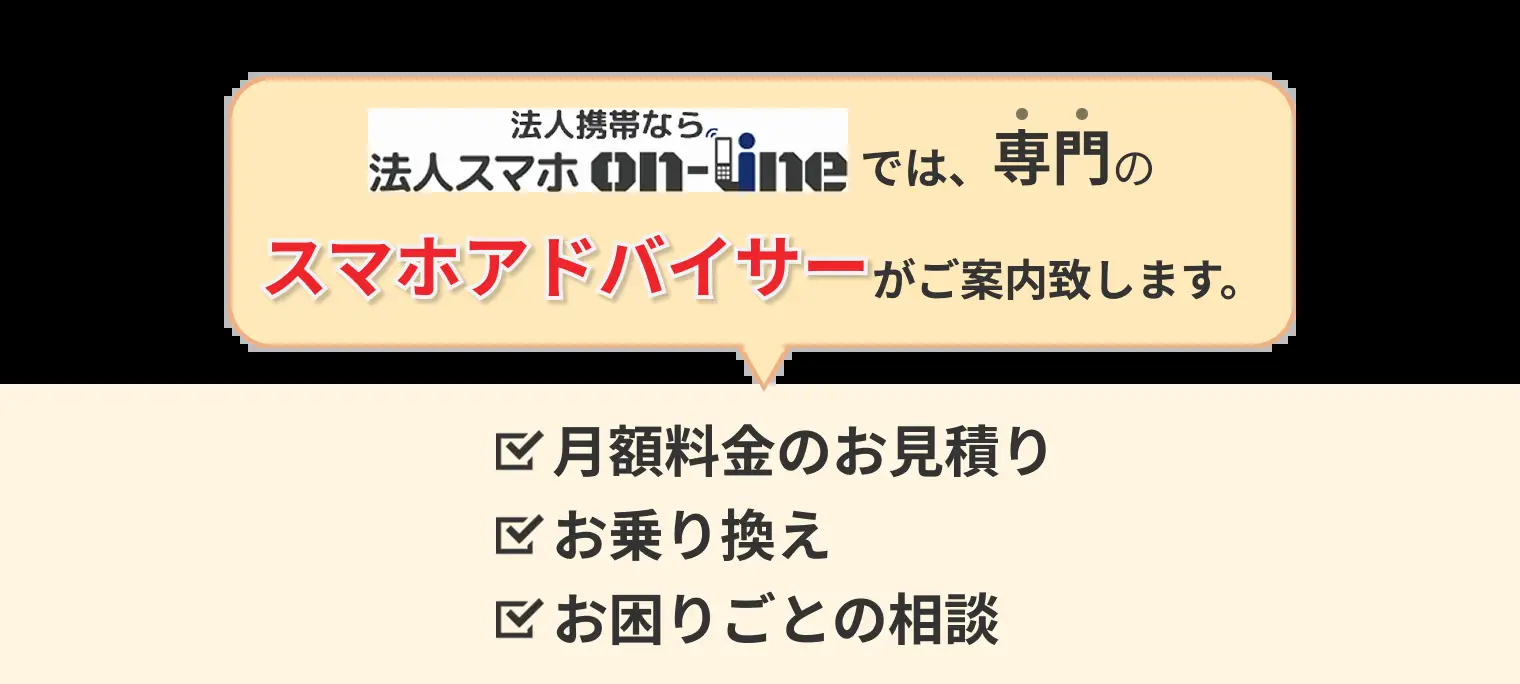 法人携帯なら
法人スマホ on-line では、専門の
スマホアドバイザーがご案内致します。
月額料金のお見積り
お乗り換え
お困りごとの相談